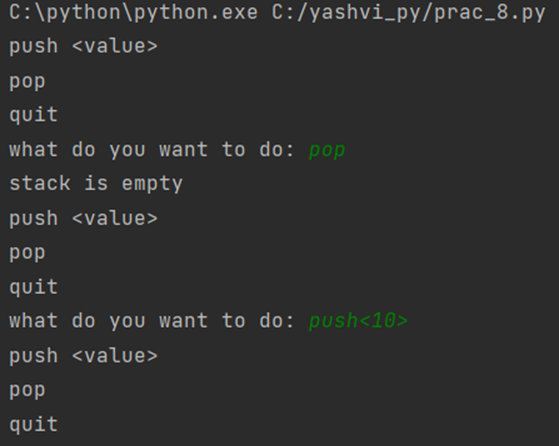 C:\python\python.exe C:/yashvi_py/prac_8.py
push <value>
pop
quit
what do you want to do: pop
stack is empty
push <value>
pop
quit
what do you want to do: push<10>
push <value>
pop
quit